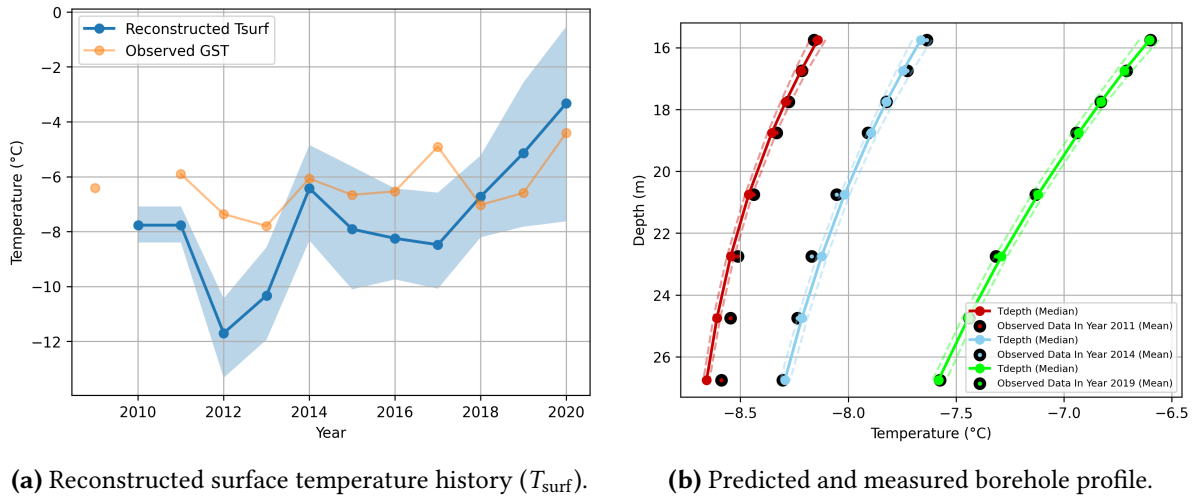 Reconstructed Tsurf
Observed GST
0
−2
−4
−6
−8
−10
−12
Temperature (°C)
2010 2012 2014 2016 2018 2020
Year
(a) Reconstructed surface temperature history (Tsurf).
16
18
20
22
24
26
Depth (m)
Tdepth (Median)
Observed Data In Year 2011 (Mean)
Tdepth (Median)
Observed Data In Year 2014 (Mean)
Tdepth (Median)
Observed Data In Year 2019 (Mean)
−8.5 −8.0 −7.5 −7.0 −6.5
Temperature (°C)
(b) Predicted and measured borehole profile.